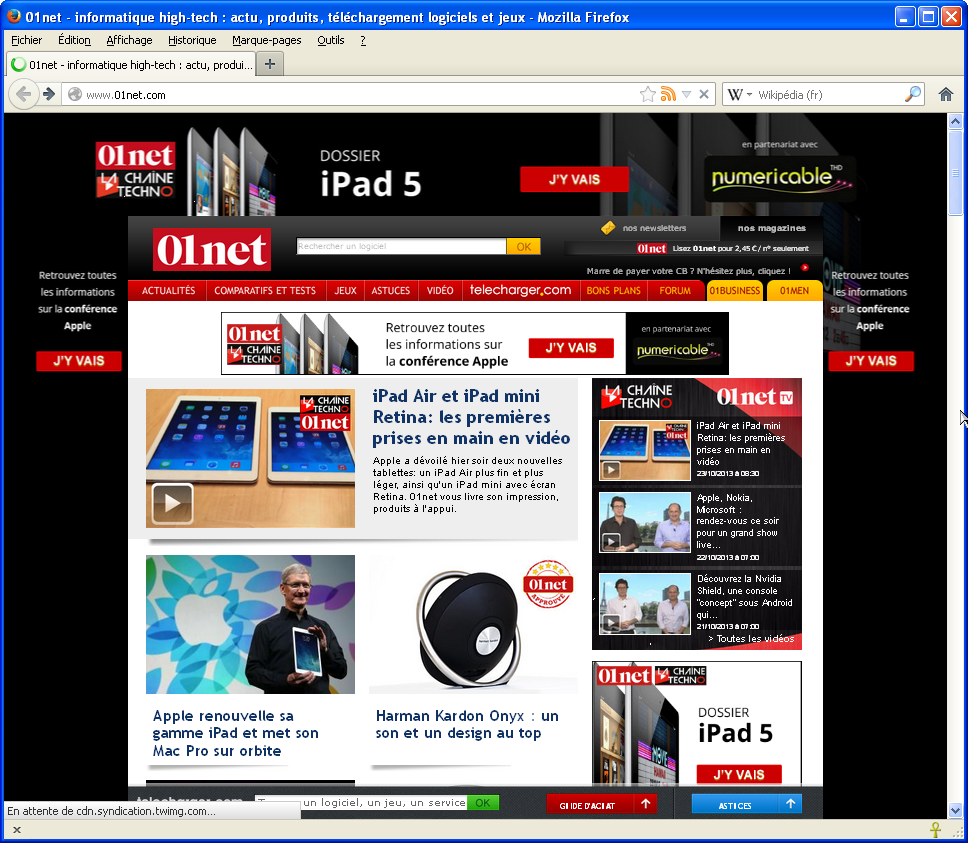 01net - informatique high-tech : actu, produits, téléchargement logiciels et jeux - Mozilla Firefox
Fichier Édition Affichage Historique Marque-pages Outils ?
01net - informatique high-tech : actu, produi...
www.01net.com
W Wikipédia (fr)
01net
LA CHAÎNE TECHNO
DOSSIER
iPad 5
J'Y VAIS
en partenariat avec
numericable THD
01net
Rechercher un logiciel OK
nos newsletters
nos magazines
01net Lisez 01net pour 2,45 € / n° seulement
Marre de payer votre CB ? N'hésitez plus, cliquez !
ACTUALITÉS COMPARATIFS ET TESTS JEUX ASTUCES VIDÉO telecharger.com BONS PLANS FORUM 01BUSINESS 01MEN
Retrouvez toutes
les informations
sur la conférence
Apple
J'Y VAIS
Retrouvez toutes
les informations
sur la conférence
Apple
J'Y VAIS
01net
LA CHAÎNE TECHNO
Retrouvez toutes
les informations sur
la conférence Apple
J'Y VAIS
en partenariat avec
numericable
LA CHAÎNE TECHNO
01net
iPad Air et iPad mini
Retina: les premières
prises en main en vidéo
Apple a dévoilé hier soir deux nouvelles
tablettes: un iPad Air plus fin et plus
léger, ainsi qu'un iPad mini avec écran
Retina. 01net vous livre son impression,
produits à l'appui.
LA CHAÎNE TECHNO
01net TV
iPad Air et iPad mini
Retina: les premières
prises en main en
vidéo
23/10/2013 à 08:30
Apple, Nokia,
Microsoft :
rendez-vous ce soir
pour un grand show
live...
22/10/2013 à 07:00
Découvrez la Nvidia
Shield, une console
"concept" sous Android
qui...
21/10/2013 à 07:00
> Toutes les vidéos
01net
APPROUVÉ
Apple renouvelle sa
gamme iPad et met son
Mac Pro sur orbite
Harman Kardon Onyx : un
son et un design au top
01net LA CHAÎNE TECHNO
DOSSIER
iPad 5
J'Y VAIS
telecharger.com
un logiciel, un jeu, un service OK
GUIDE D'ACHAT
ASTUCES
En attente de cdn.syndication.twimg.com...